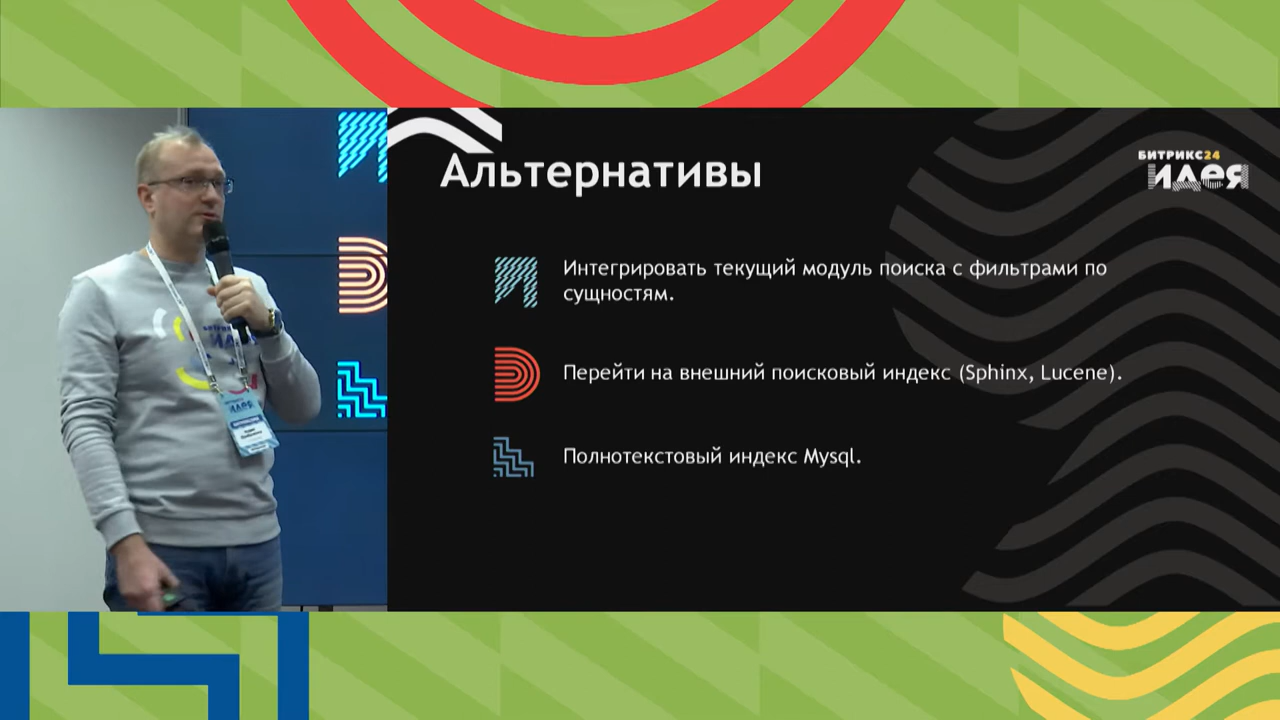 Альтернативы
БИТРИКС24
идея
Интегрировать текущий модуль поиска с фильтрами по
сущностям.
Перейти на внешний поисковый индекс (Sphinx, Lucene).
Полнотекстовый индекс Mysql.